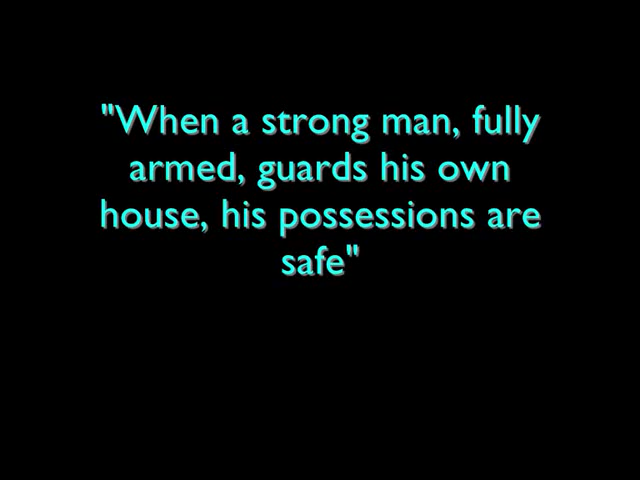 "When a strong man, fully
armed, guards his own
house, his possessions are
safe"